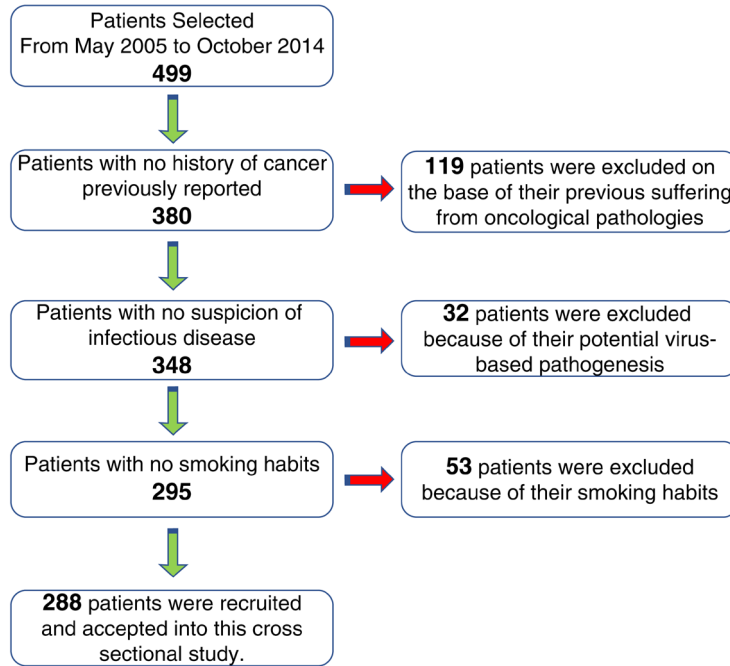 Patients Selected
From May 2005 to October 2014
499
Patients with no history of cancer
previously reported
380
119 patients were excluded on
the base of their previous suffering
from oncological pathologies
Patients with no suspicion of
infectious disease
348
32 patients were excluded
because of their potential virus-
based pathogenesis
Patients with no smoking habits
295
53 patients were excluded
because of their smoking habits
288 patients were recruited
and accepted into this cross
sectional study.